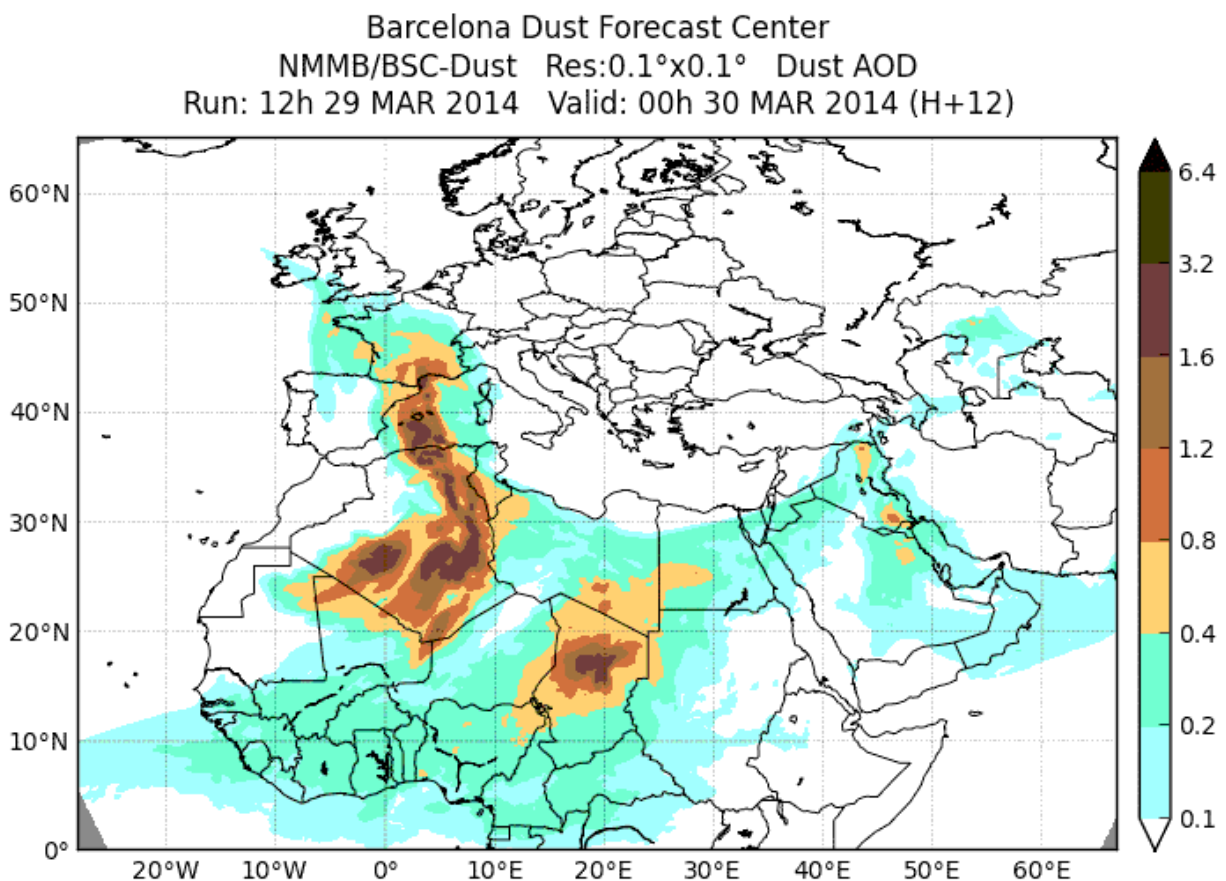 Barcelona Dust Forecast Center
NMMB/BSC-Dust Res:0.1°x0.1° Dust AOD
Run: 12h 29 MAR 2014 Valid: 00h 30 MAR 2014 (H+12)
6.4
60°N
3.2
50°N
1.6
40°N
1.2
30°N
0.8
20°N
0.4
10°N
0.2
0.1
0°
20°W 10°W 0° 10°E 20°E 30°E 40°E 50°E 60°E